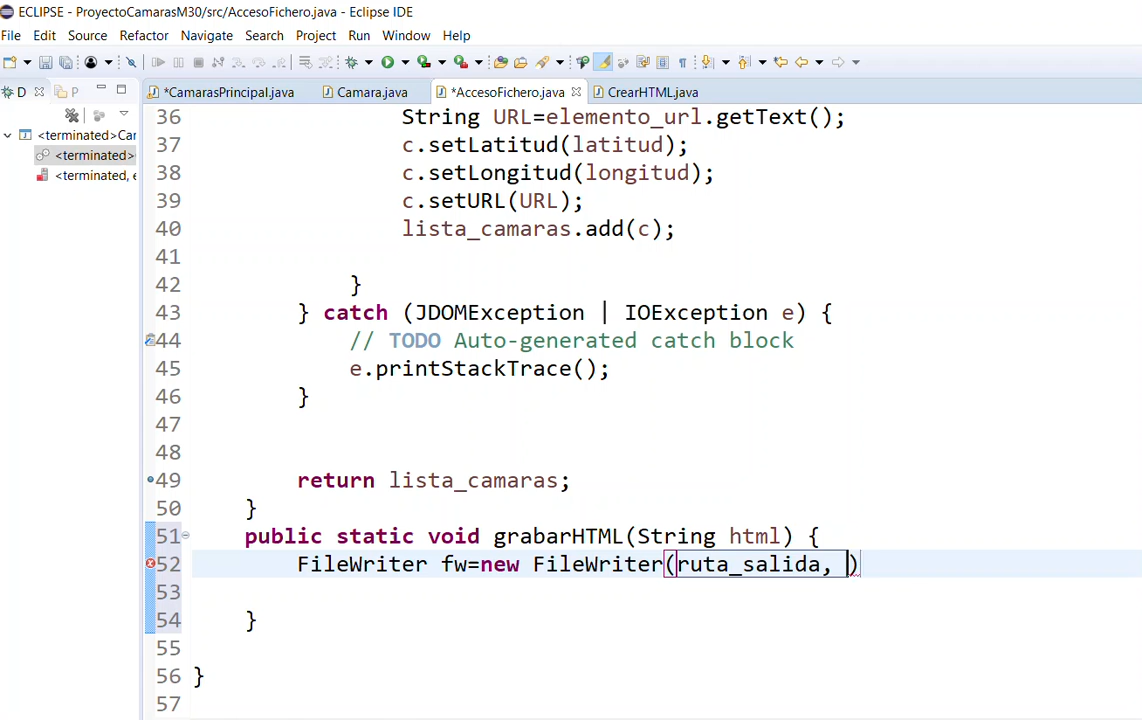 ECLIPSE - ProyectoCamarasM30/src/AccesoFichero.java - Eclipse IDE
File Edit Source Refactor Navigate Search Project Run Window Help
D P *CamarasPrincipal.java Camara.java *AccesoFichero.java CrearHTML.java
<terminated>Car
<terminated>
<terminated, e
36 String URL=elemento_url.getText();
37 c.setLatitud(latitud);
38 c.setLongitud(longitud);
39 c.setURL(URL);
40 lista_camaras.add(c);
41
42 }
43 } catch (JDOMException | IOException e) {
44 // TODO Auto-generated catch block
45 e.printStackTrace();
46 }
47
48
49 return lista_camaras;
50 }
51 public static void grabarHTML(String html) {
52 FileWriter fw=new FileWriter(ruta_salida, )
53
54 }
55
56 }
57